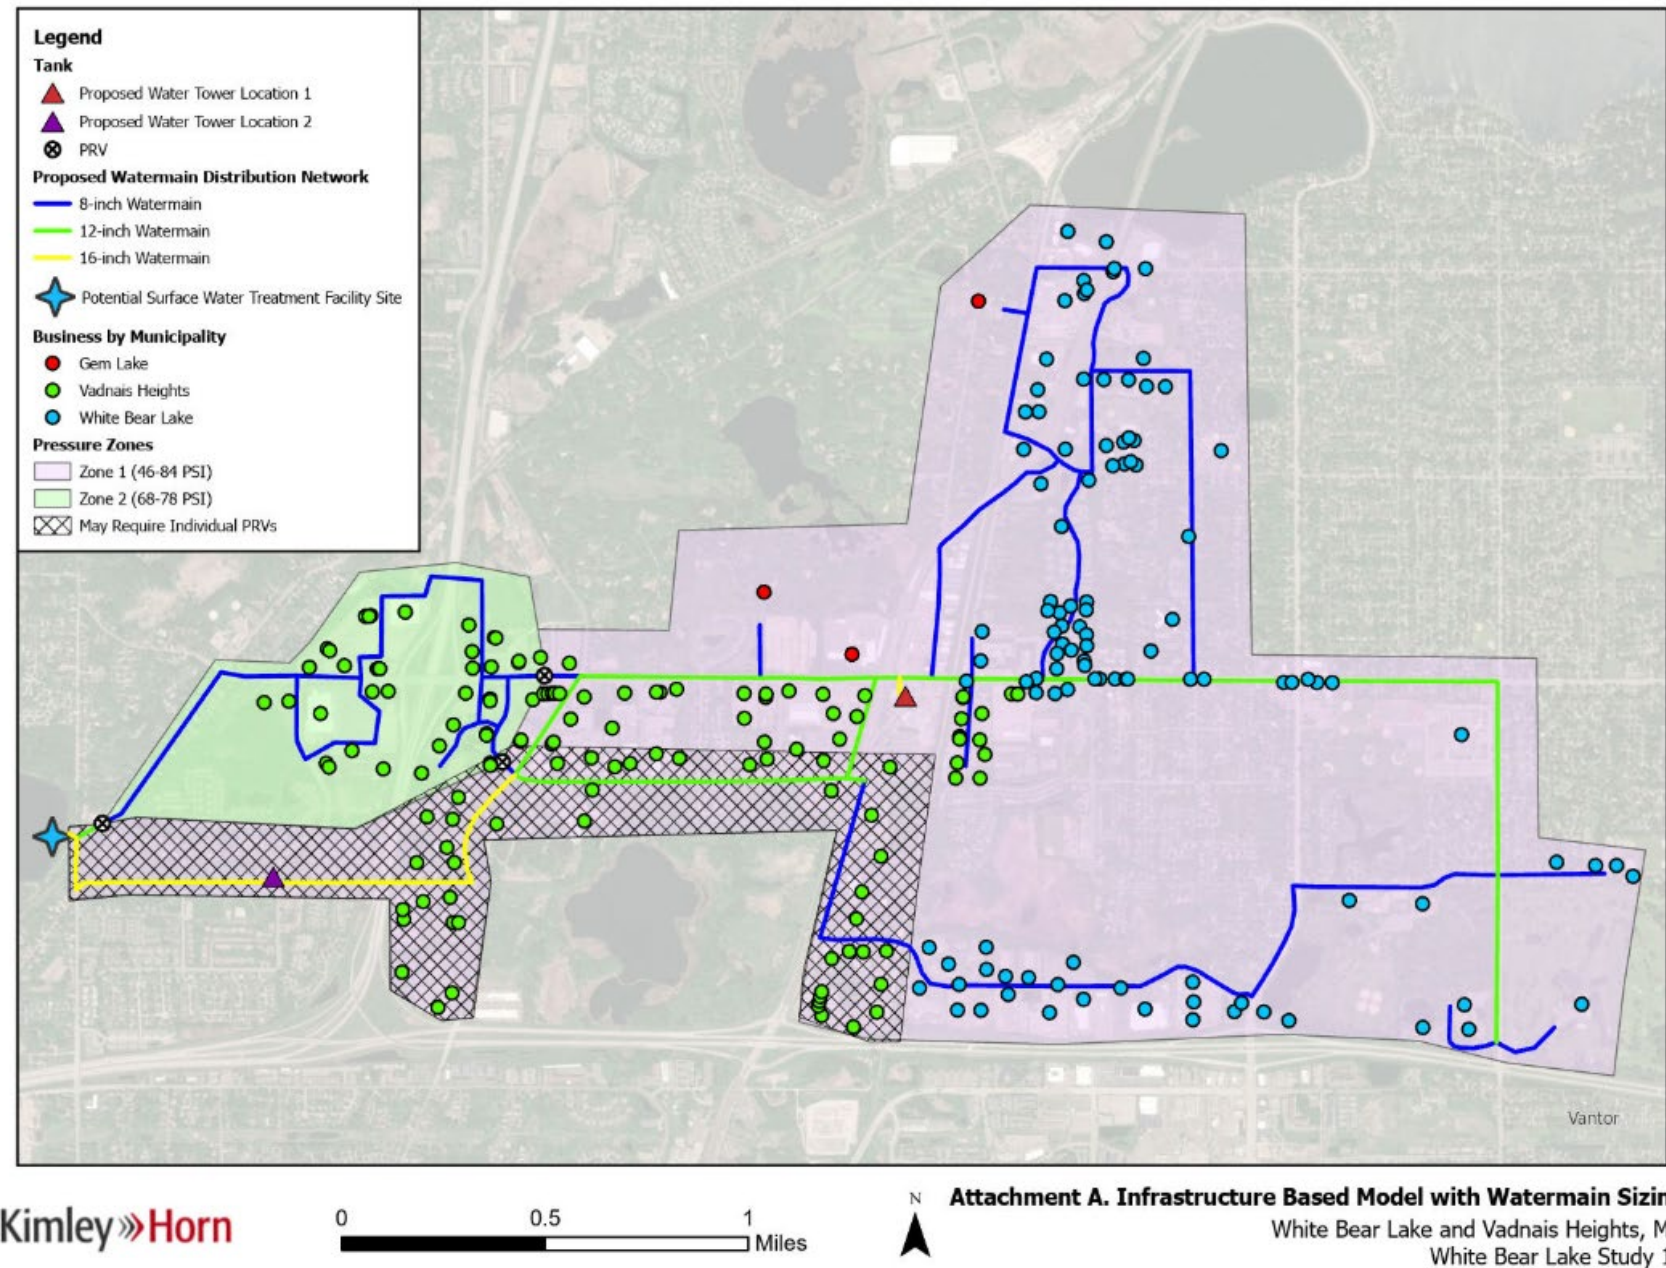 Legend
Tank
Proposed Water Tower Location 1
Proposed Water Tower Location 2
PRV
Proposed Watermain Distribution Network
8-inch Watermain
12-inch Watermain
16-inch Watermain
Potential Surface Water Treatment Facility Site
Business by Municipality
Gem Lake
Vadnais Heights
White Bear Lake
Pressure Zones
Zone 1 (46-84 PSI)
Zone 2 (68-78 PSI)
May Require Individual PRVs
Vantor
Kimley»Horn
0 0.5 1
Miles
N
Attachment A. Infrastructure Based Model with Watermain Sizin
White Bear Lake and Vadnais Heights, M
White Bear Lake Study 1